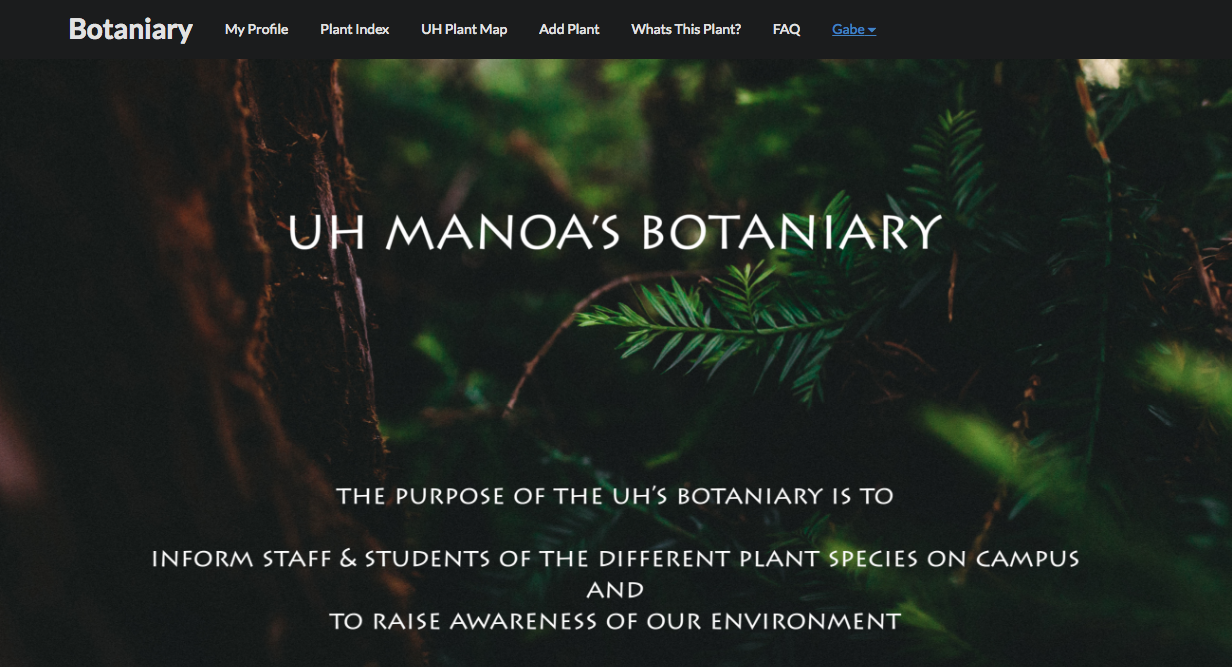 Botaniary My Profile Plant Index UH Plant Map Add Plant Whats This Plant? FAQ Gabe
UH MANOA'S BOTANIARY
THE PURPOSE OF THE UH'S BOTANIARY IS TO
INFORM STAFF & STUDENTS OF THE DIFFERENT PLANT SPECIES ON CAMPUS
AND
TO RAISE AWARENESS OF OUR ENVIRONMENT